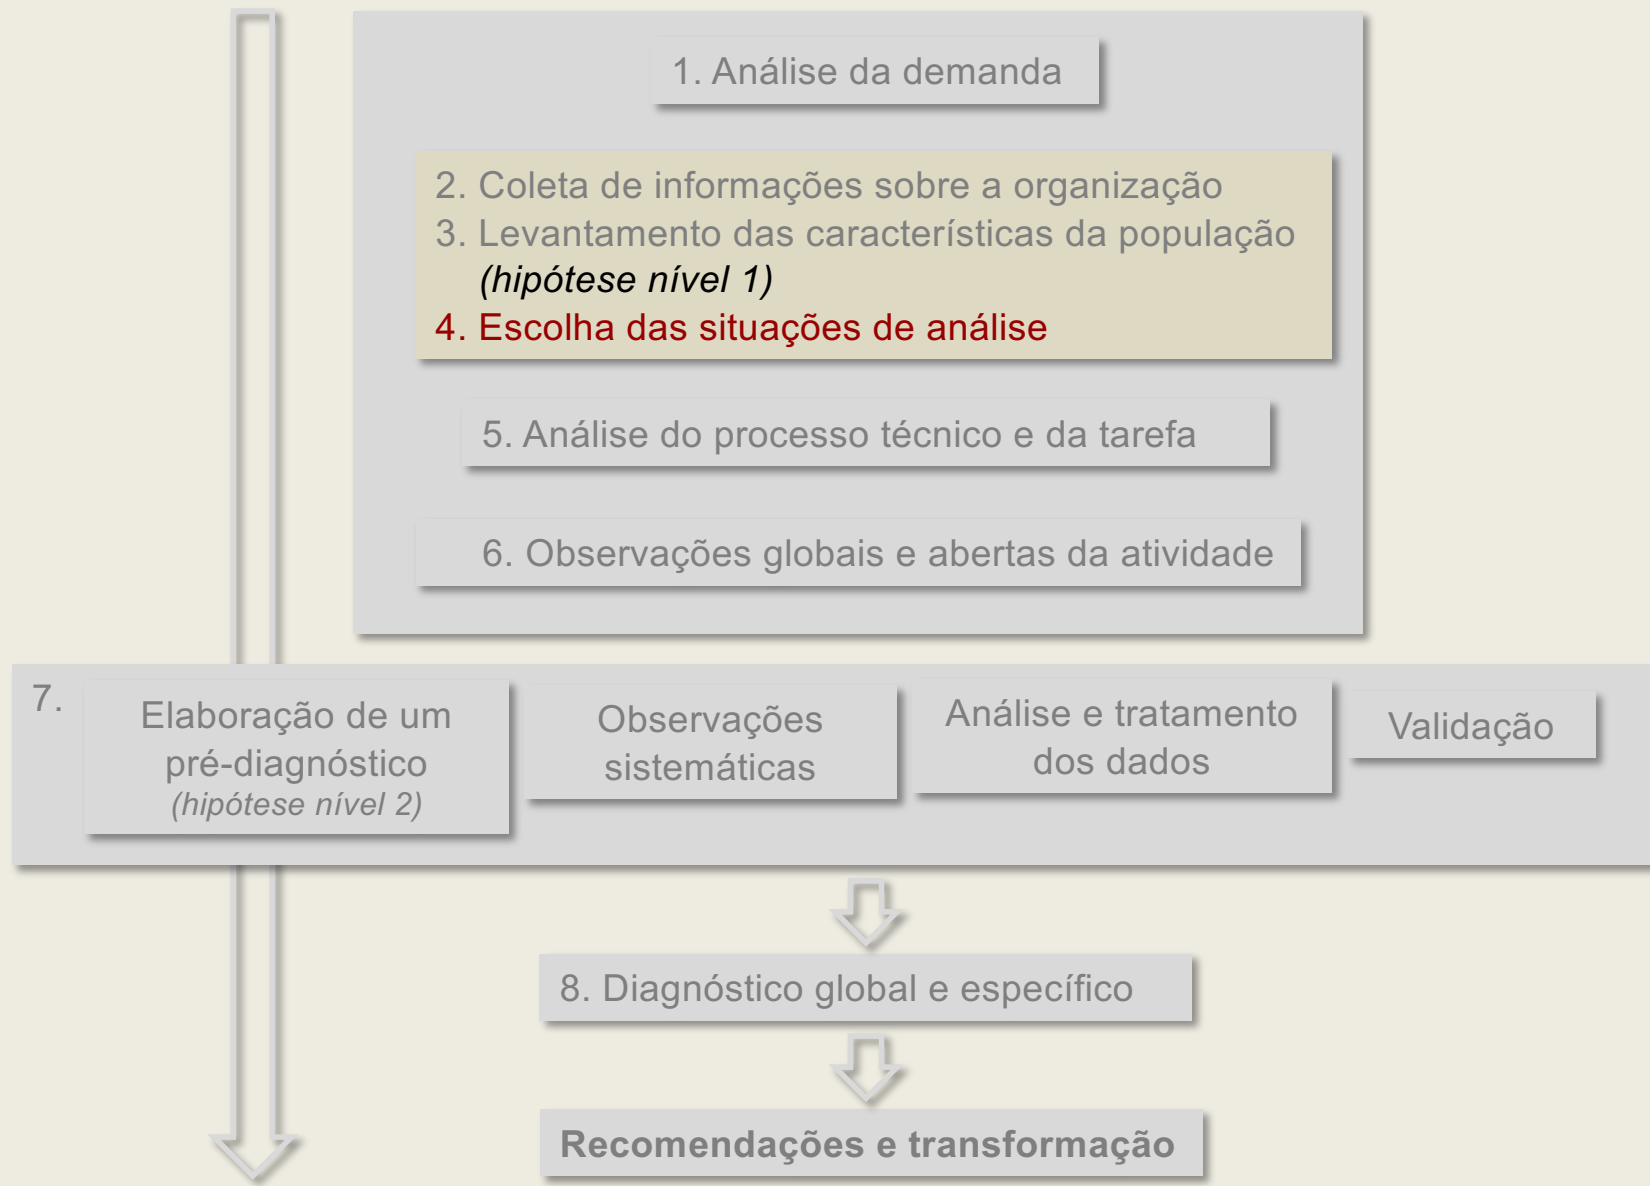 1. Análise da demanda
2. Coleta de informações sobre a organização
3. Levantamento das características da população
(hipótese nível 1)
4. Escolha das situações de análise
5. Análise do processo técnico e da tarefa
6. Observações globais e abertas da atividade
7.
Elaboração de um
pré-diagnóstico
(hipótese nível 2)
Observações
sistemáticas
Análise e tratamento
dos dados
Validação
8. Diagnóstico global e específico
Recomendações e transformação